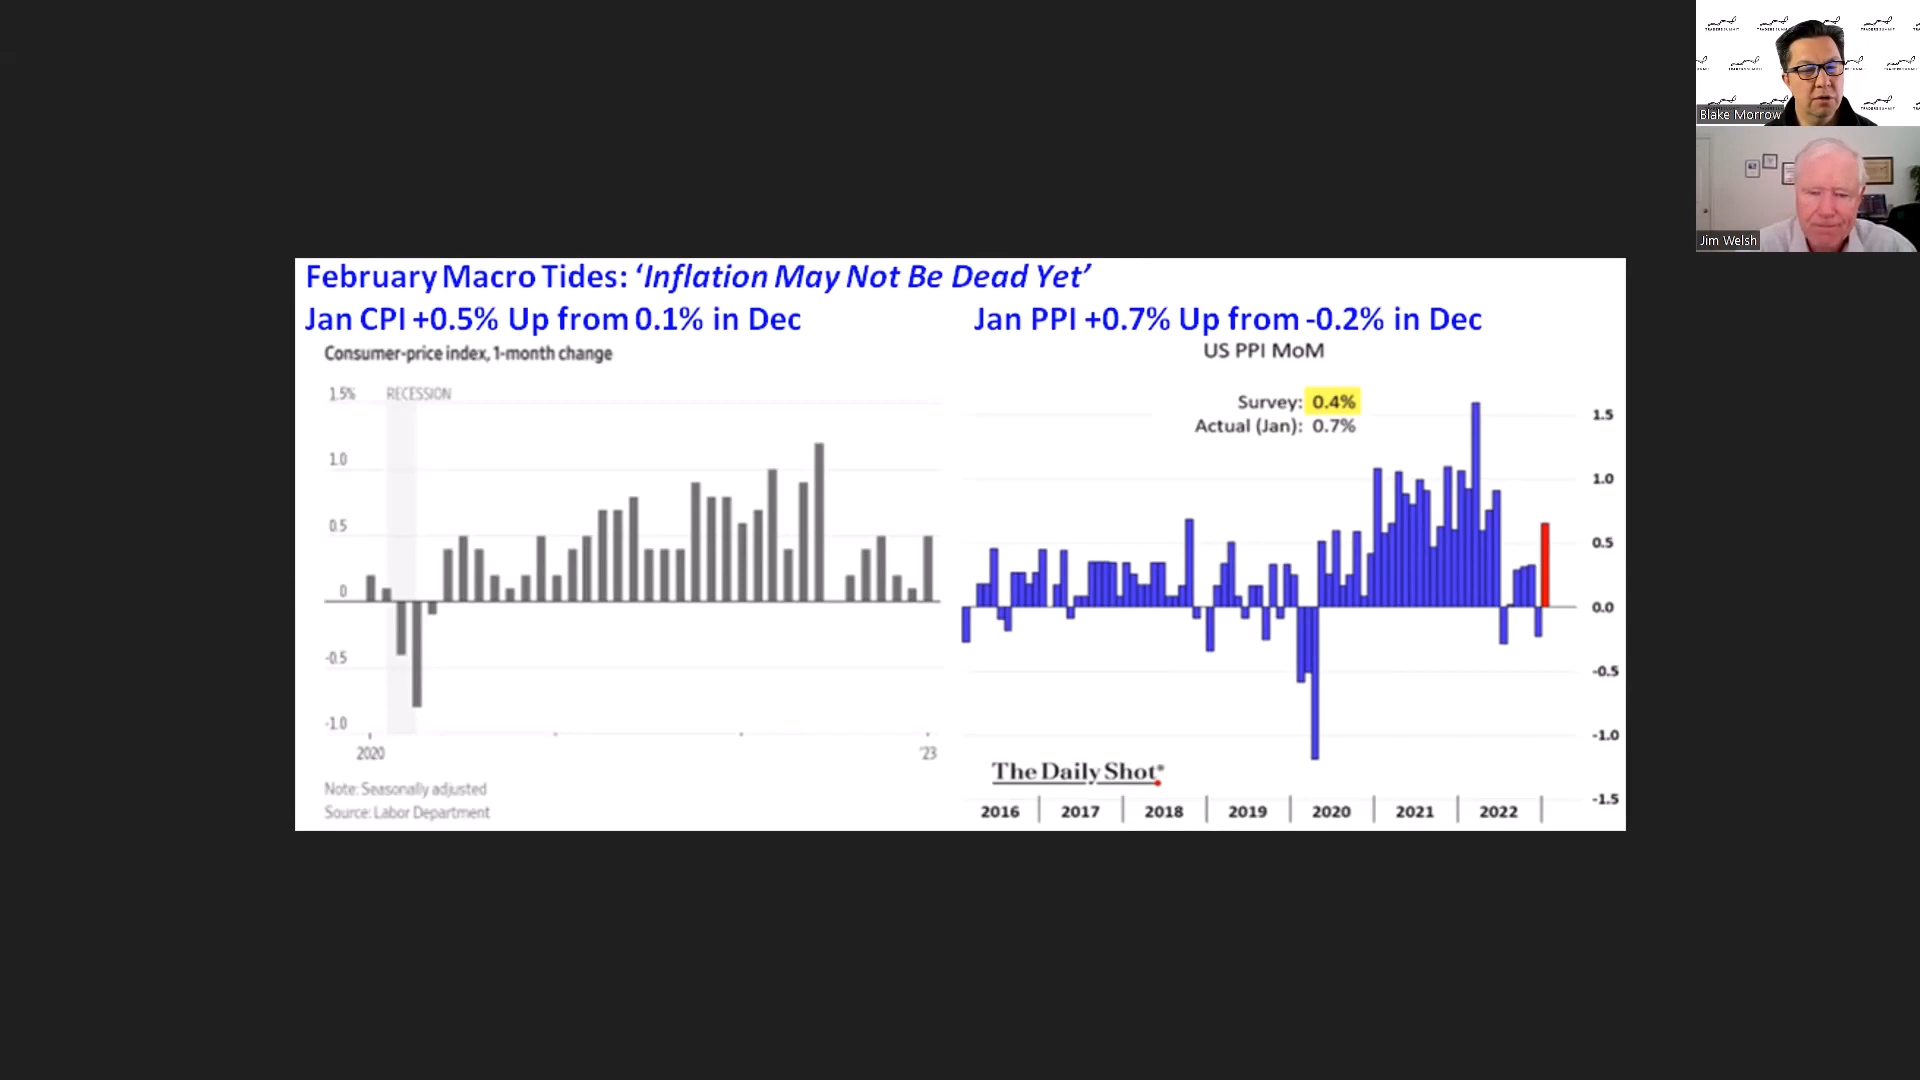 TRADERSSUMMIT
Blake Morrow
Jim Welsh
February Macro Tides: ‘Inflation May Not Be Dead Yet’
Jan CPI +0.5% Up from 0.1% in Dec
Jan PPI +0.7% Up from -0.2% in Dec
Consumer-price index, 1-month change
1.5%
RECESSION
1.0
0.5
0
-0.5
-1.0
2020
'23
Note: Seasonally adjusted
Source: Labor Department
US PPI MoM
Survey: 0.4%
Actual (Jan): 0.7%
1.5
1.0
0.5
0.0
-0.5
-1.0
-1.5
The Daily Shot
2016 2017 2018 2019 2020 2021 2022